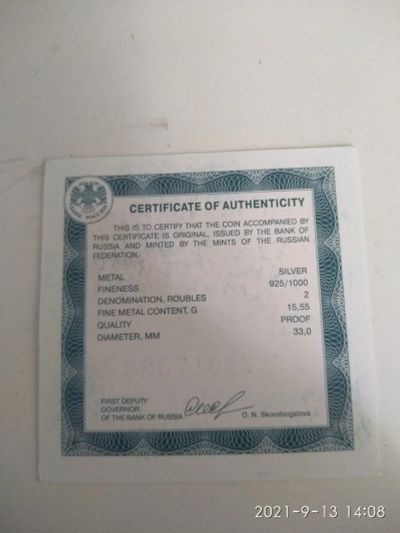 CERTIFICATE OF AUTHENTICITY
THIS IS TO CERTIFY THAT THE COIN ACCOMPANIED BY
THIS CERTIFICATE IS ORIGINAL, ISSUED BY THE BANK OF
RUSSIA AND MINTED BY THE MINTS OF THE RUSSIAN
FEDERATION.
METAL SILVER
FINENESS 925/1000
DENOMINATION, ROUBLES 2
FINE METAL CONTENT, G 15,55
QUALITY PROOF
DIAMETER, MM 33,0
FIRST DEPUTY
GOVERNOR
OF THE BANK OF RUSSIA O. N. Skorobogatova
2021-9-13 14:08